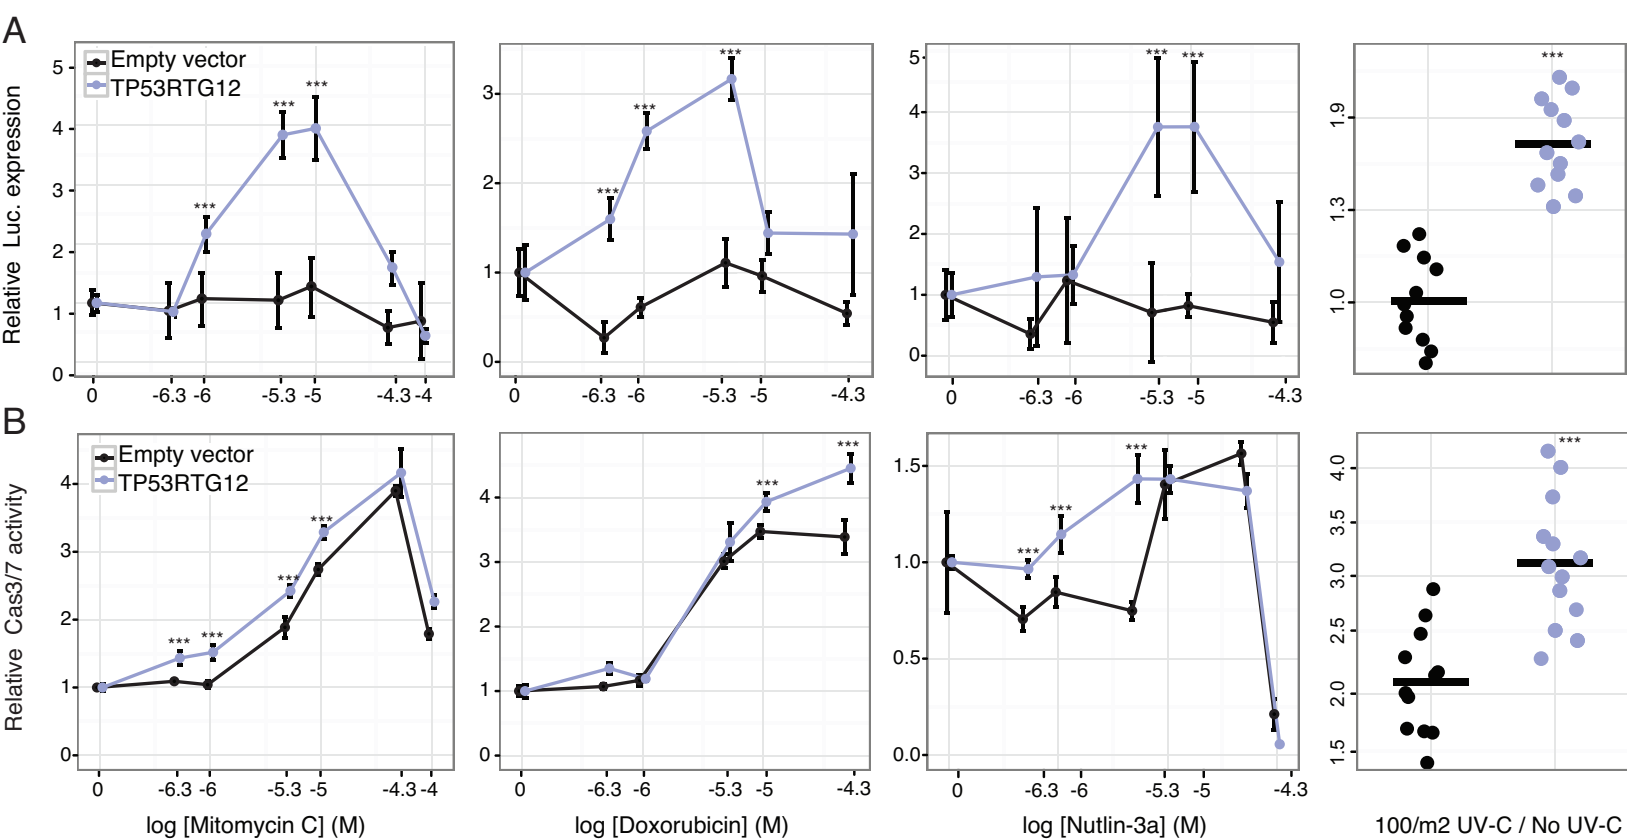 A
Relative Luc. expression
Empty vector
TP53RTG12
5
4
3
2
1
0
*** *** ***
0 -6.3 -6 -5.3 -5 -4.3 -4
3
2
1
0
*** *** ***
0 -6.3 -6 -5.3 -5 -4.3
5
4
3
2
1
0
*** ***
0 -6.3 -6 -5.3 -5 -4.3
1.9
1.3
1.0
***
B
Relative Cas3/7 activity
Empty vector
TP53RTG12
4
3
2
1
0
*** *** *** ***
0 -6.3 -6 -5.3 -5 -4.3 -4
log [Mitomycin C] (M)
4
3
2
1
0
*** ***
0 -6.3 -6 -5.3 -5 -4.3
log [Doxorubicin] (M)
1.5
1.0
0.5
0.0
*** *** ***
0 -6.3 -6 -5.3 -5 -4.3
log [Nutlin-3a] (M)
4.0
3.5
3.0
2.5
2.0
1.5
***
100/m2 UV-C / No UV-C